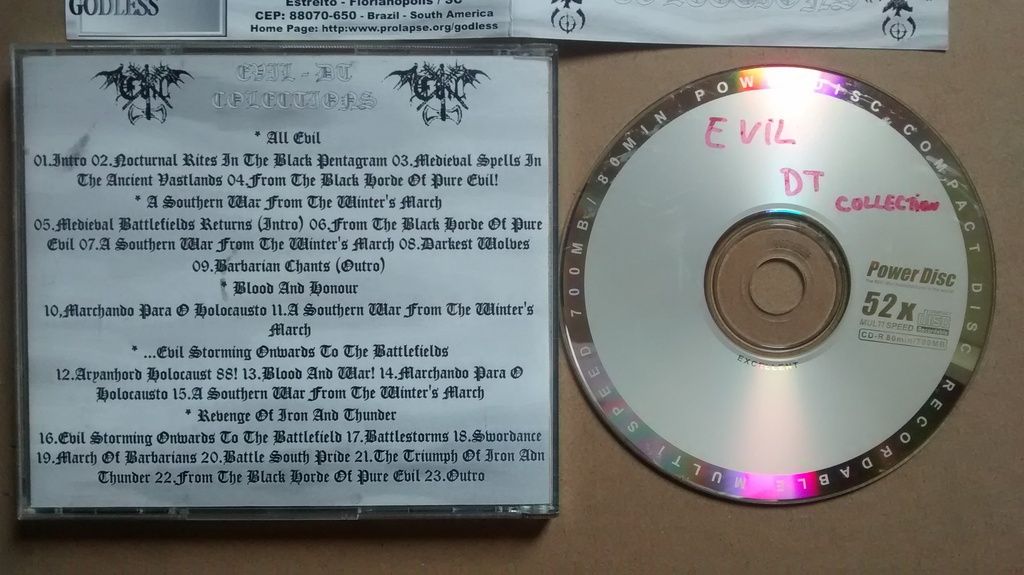 GODLESS
Estreito - Florianópolis / SC
CEP: 88070-650 - Brazil - South America
Home Page: http:www.prolapse.org/godless
COLECTIONS
EVIL - DT
COLECTIONS
* All Evil
01.Intro 02.Nocturnal Rites In The Black Pentagram 03.Medieval Spells In
The Ancient Vastlands 04.From The Black Horde Of Pure Evil!
* A Southern War From The Winter's March
05.Medieval Battlefields Returns (Intro) 06.From The Black Horde Of Pure
Evil 07.A Southern War From The Winter's March 08.Darkest Wolves
09.Barbarian Chants (Outro)
* Blood And Honour
10,Marchando Para O Holocausto 11.A Southern War From The Winter's
March
* ...Evil Storming Onwards To The Battlefields
12.Aryanhord Holocaust 88! 13.Blood And War! 14.Marchando Para O
Holocausto 15.A Southern War From The Winter's March
* Revenge Of Iron And Thunder
16.Evil Storming Onwards To The Battlefield 17.Battlestorms 18.Swordance
19.March Of Barbarians 20.Battle South Pride 21.The Triumph Of Iron Adn
Thunder 22.From The Black Horde Of Pure Evil 23.Outro
EVIL
DT
COLLECTION
Power Disc
52x
MULTI SPEED
disc
Recordable
CD-R 80min/700MB
EXCELLENT
POWER DISC COMPACT DISC RECORDABLE MULTI SPEED 700MB/80MIN